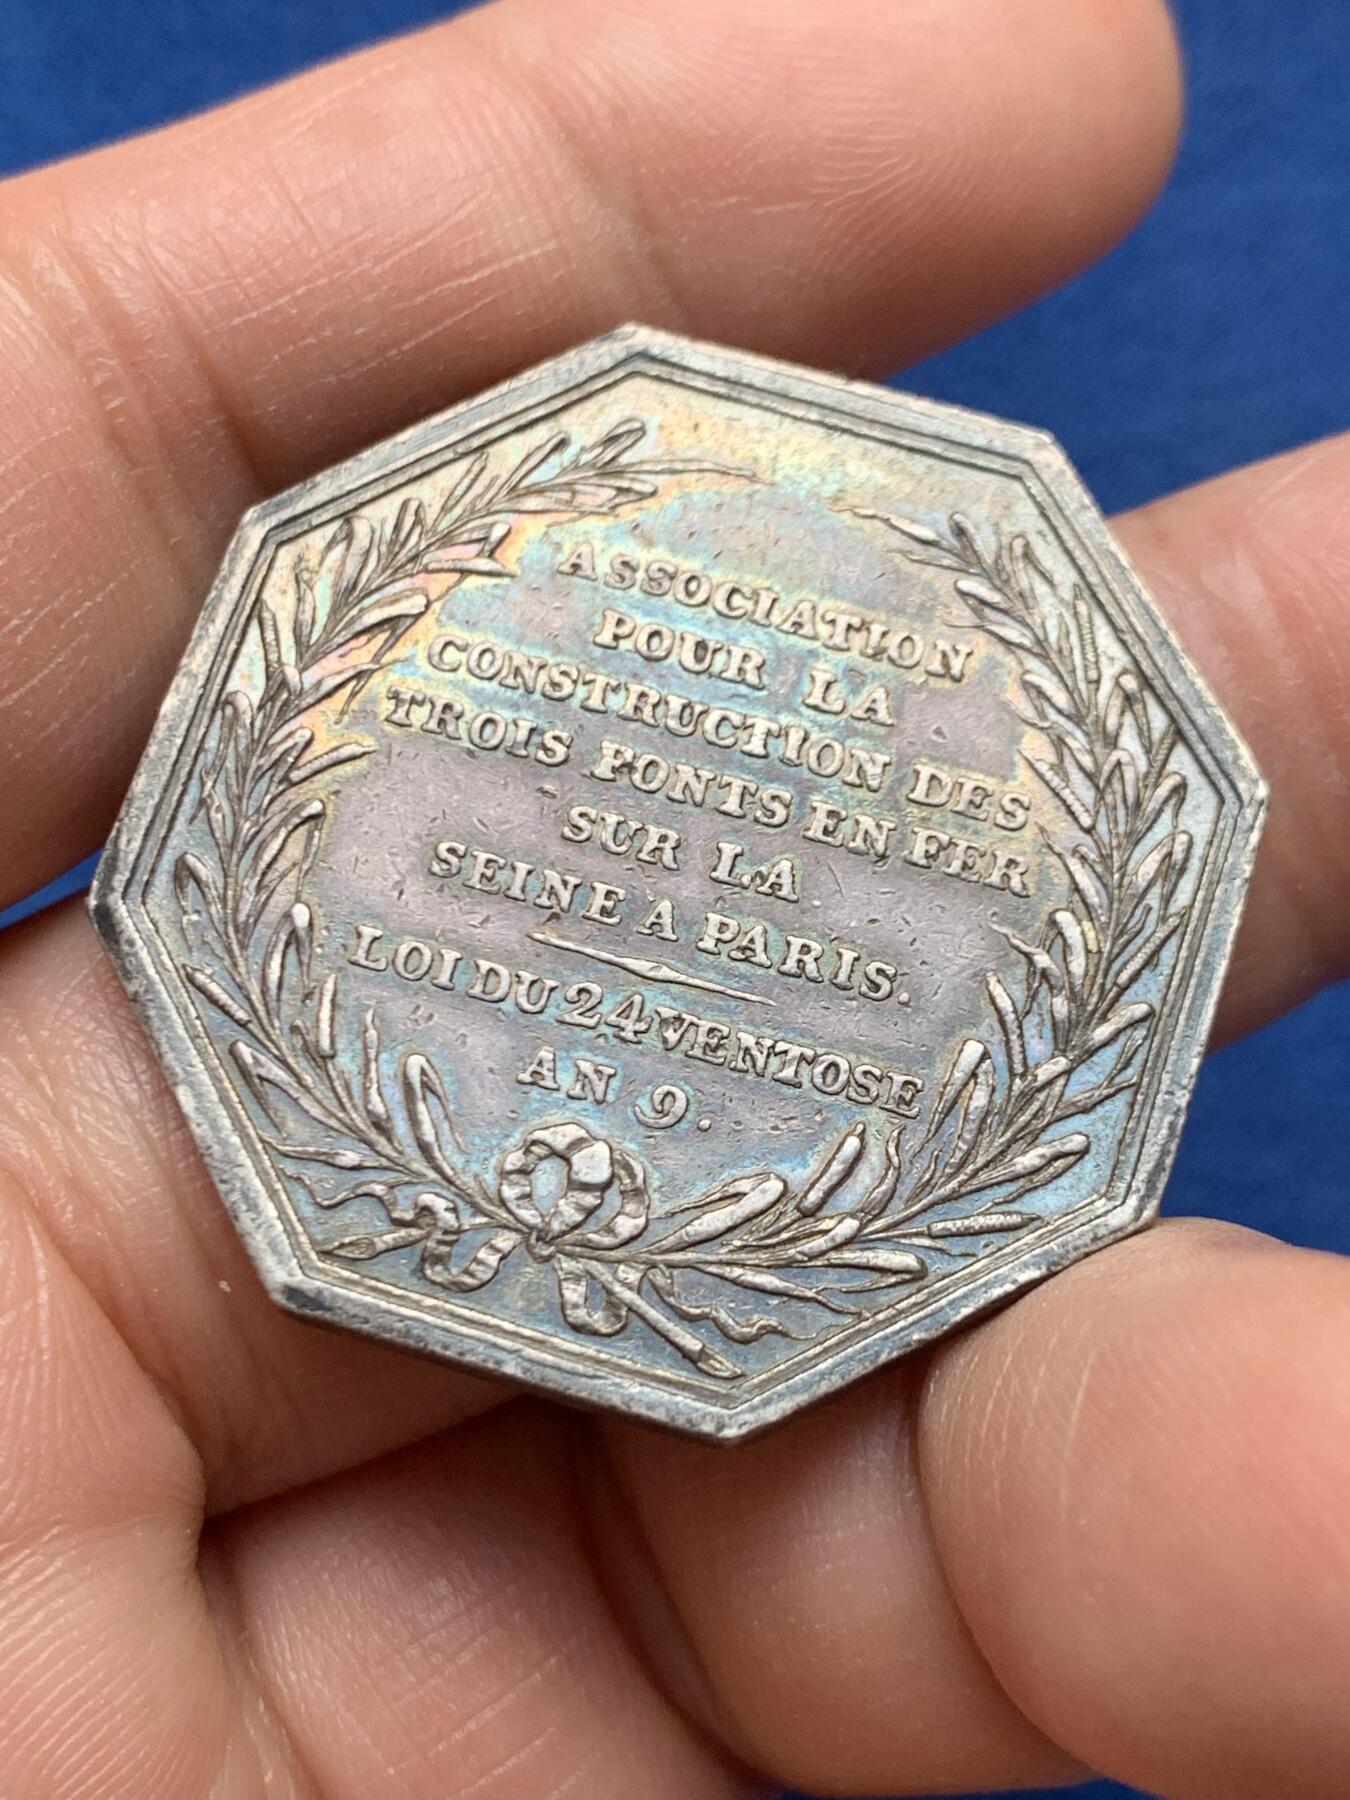 ASSOCIATION
POUR LA
CONSTRUCTION DES
TROIS PONTS EN FER
SUR LA
SEINE A PARIS.
LOI DU 24 VENTOSE
AN 9.